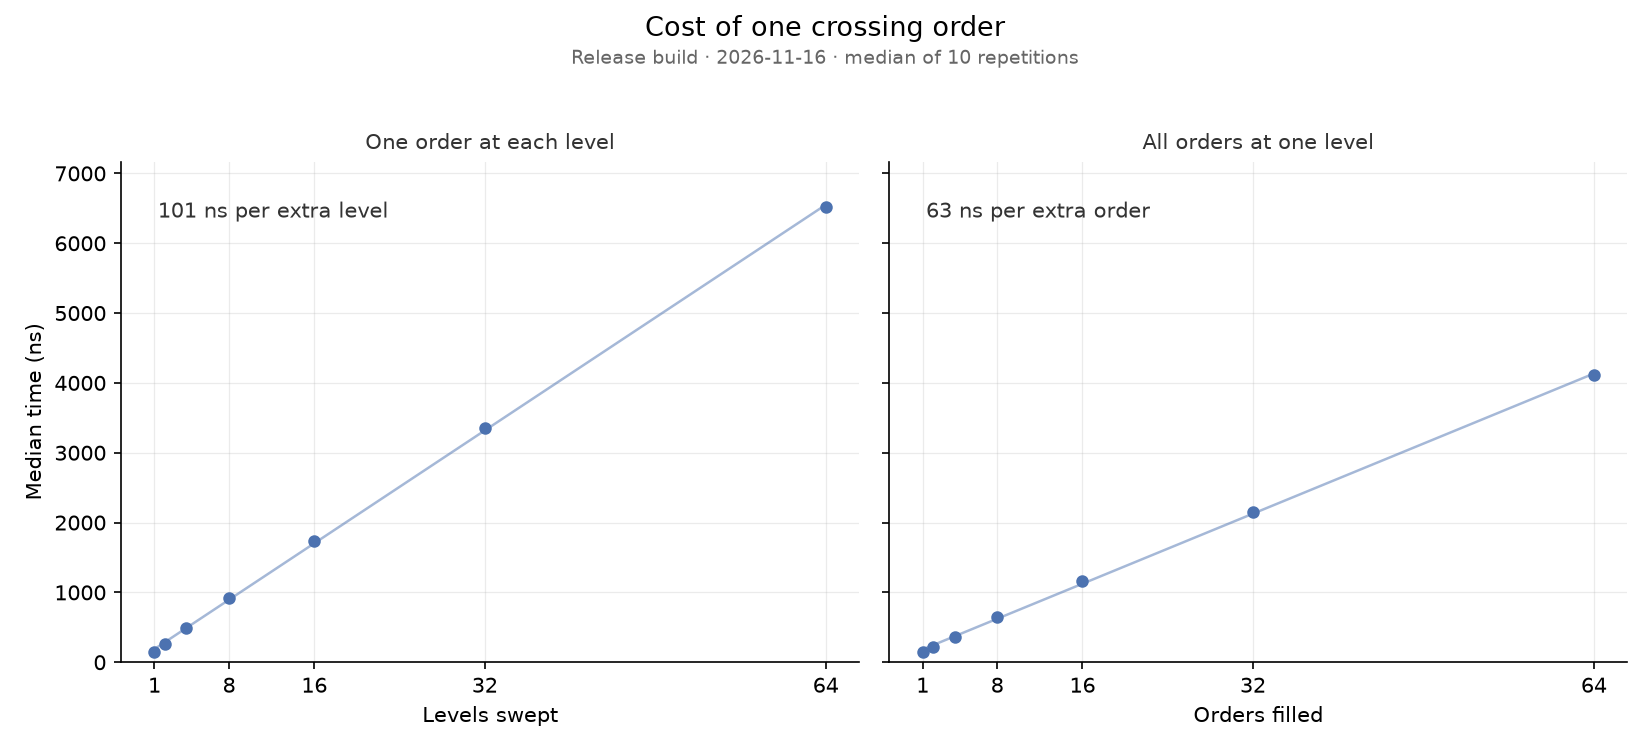 Cost of one crossing order
Release build · 2026-11-16 · median of 10 repetitions
One order at each level
Median time (ns)
7000
6000
5000
4000
3000
2000
1000
0
101 ns per extra level
1
8
16
32
64
Levels swept
All orders at one level
63 ns per extra order
1
8
16
32
64
Orders filled